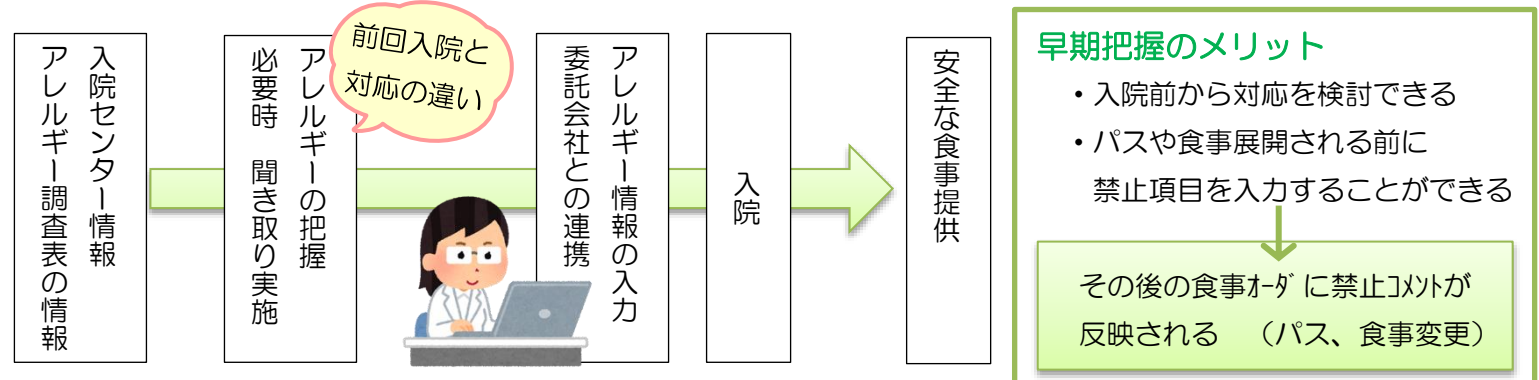 入院センター情報
アレルギー調査表の情報
アレルギーの把握
必要時　聞き取り実施
前回入院と
対応の違い
アレルギー情報の入力
委託会社との連携
入院
安全な食事提供
早期把握のメリット
・入院前から対応を検討できる
・パスや食事展開される前に
禁止項目を入力することができる
その後の食事ｵｰﾀﾞに禁止ｺﾒﾝﾄが
反映される　（パス、食事変更）